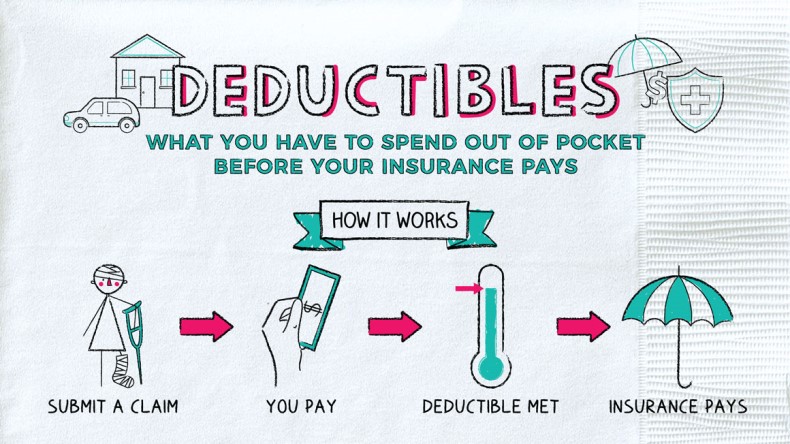 DEDUCTIBLES
WHAT YOU HAVE TO SPEND OUT OF POCKET
BEFORE YOUR INSURANCE PAYS
HOW IT WORKS
$
$
SUBMIT A CLAIM
YOU PAY
DEDUCTIBLE MET
INSURANCE PAYS